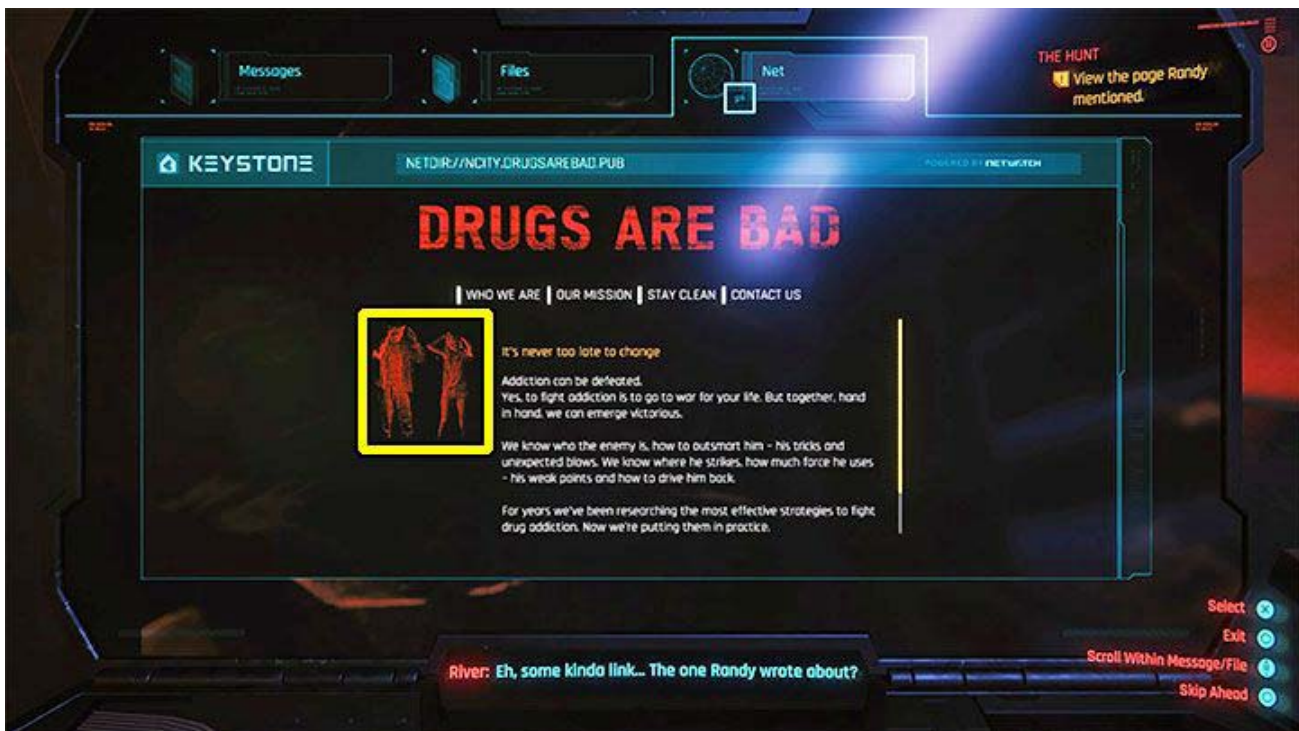 Messages
Files
Net
THE HUNT
View the page Randy
mentioned.
KEYSTONE
NETDIR://NCITY.DRUGSAREBAD.PUB
POWERED BY NETWATCH
DRUGS ARE BAD
WHO WE ARE
OUR MISSION
STAY CLEAN
CONTACT US
It's never too late to change
Addiction can be defeated.
Yes, to fight addiction is to go to war for your life. But together, hand
in hand, we can emerge victorious.
We know who the enemy is, how to outsmart him – his tricks and
unexpected blows. We know where he strikes, how much force he uses
– his weak points and how to drive him back.
For years we've been researching the most effective strategies to fight
drug addiction. Now we're putting them in practice.
River: Eh, some kinda link... The one Randy wrote about?
Select
Exit
Scroll Within Message/File
Skip Ahead